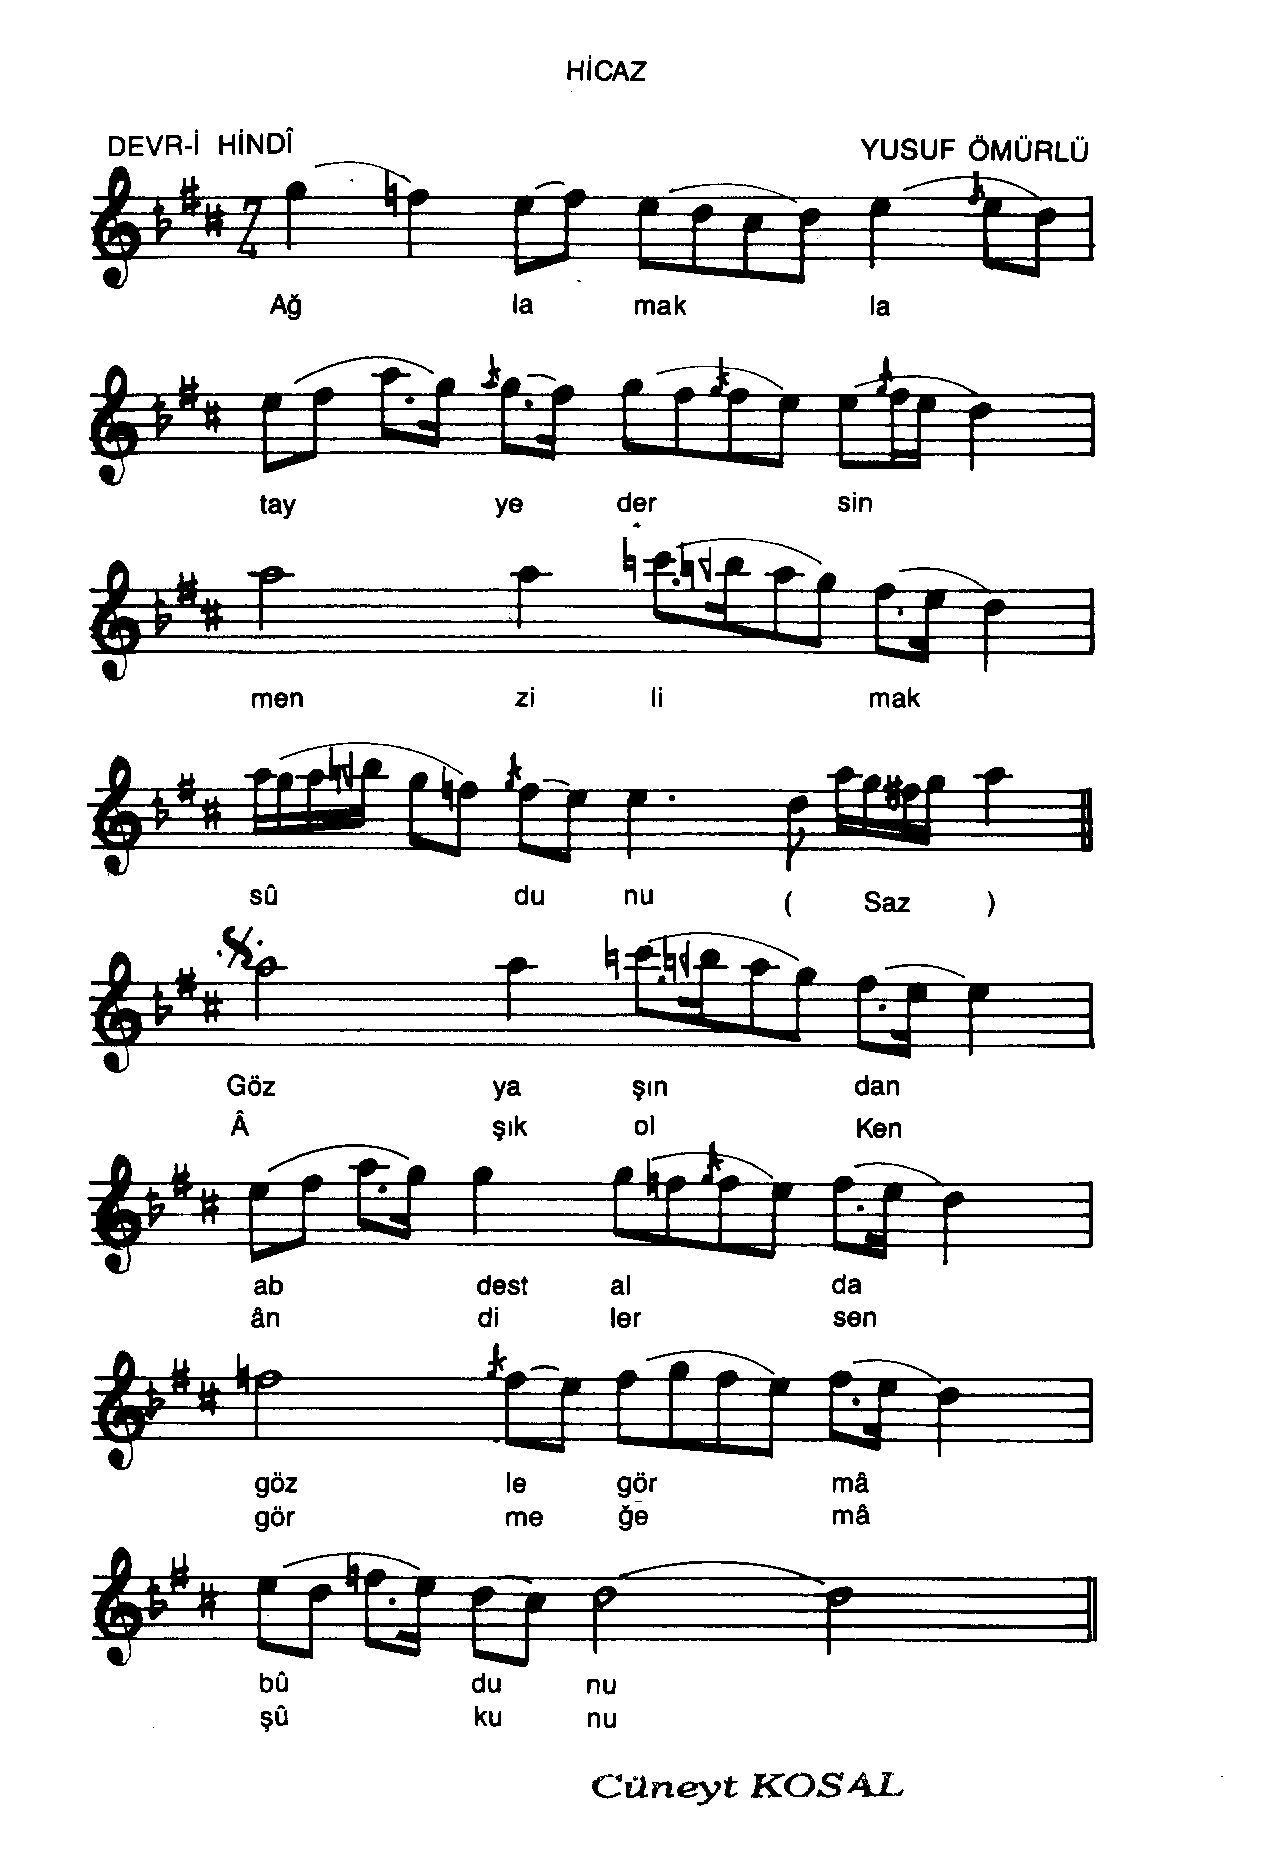 HİCAZ
DEVR-İ HİNDÎ
YUSUF ÖMÜRLÜ
7
4
Ağ la mak la
tay ye der sin
men zi li mak
sû du nu ( Saz )
Göz ya şın dan
 şık ol Ken
ab dest al da
ân di ler sen
göz le gör mâ
gör me ğe mâ
bû du nu
şû ku nu
Cüneyt KOSAL